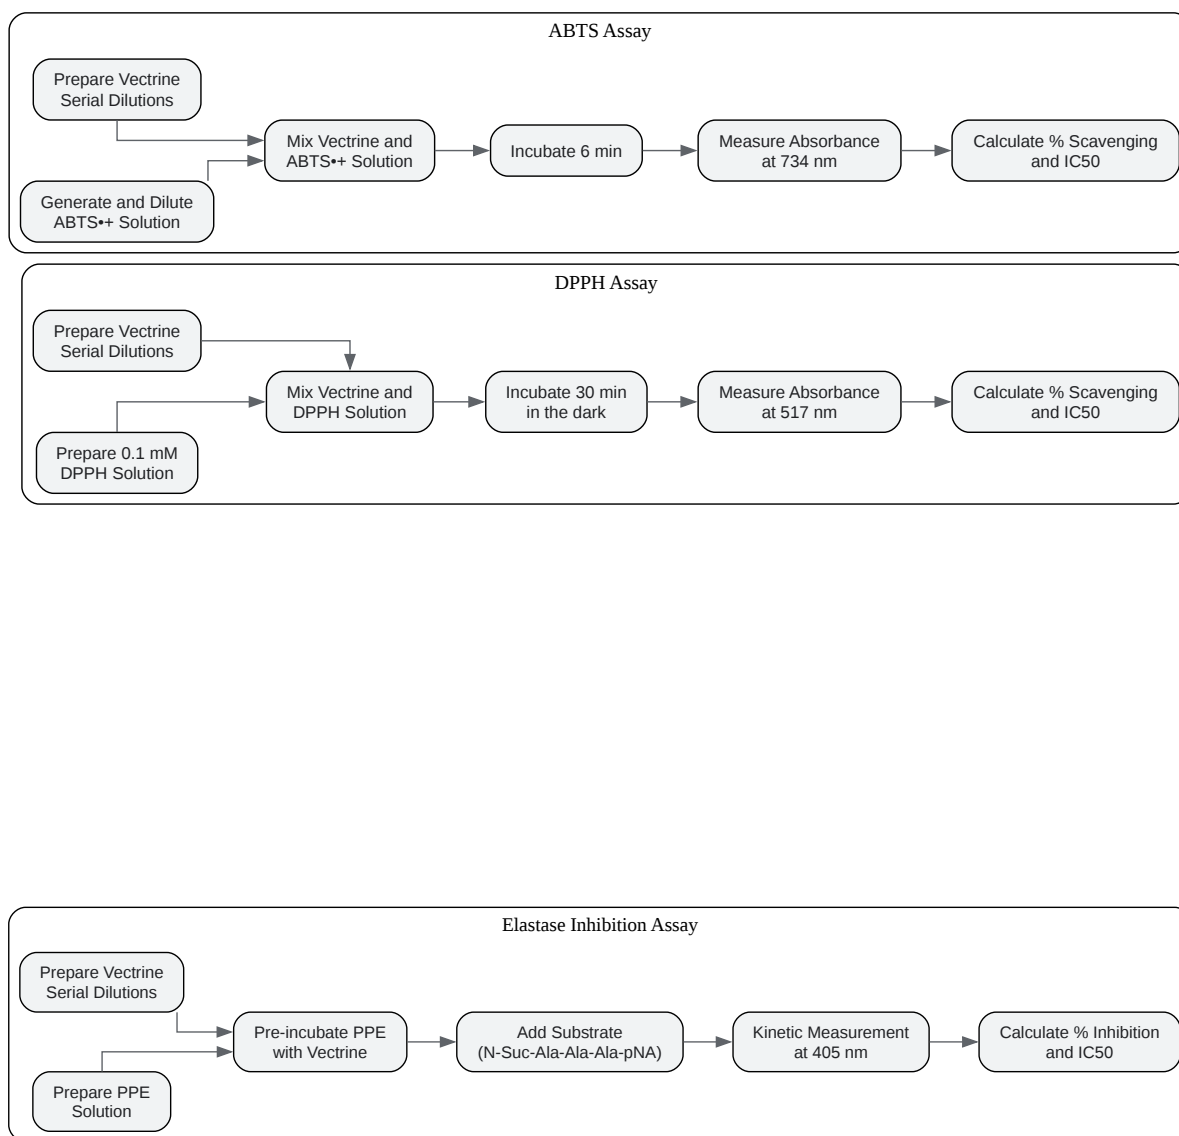 ABTS Assay
Prepare Vectrine
Serial Dilutions
Generate and Dilute
ABTS•+ Solution
Mix Vectrine and
ABTS•+ Solution
Incubate 6 min
Measure Absorbance
at 734 nm
Calculate % Scavenging
and IC50
DPPH Assay
Prepare Vectrine
Serial Dilutions
Prepare 0.1 mM
DPPH Solution
Mix Vectrine and
DPPH Solution
Incubate 30 min
in the dark
Measure Absorbance
at 517 nm
Calculate % Scavenging
and IC50
Elastase Inhibition Assay
Prepare Vectrine
Serial Dilutions
Prepare PPE
Solution
Pre-incubate PPE
with Vectrine
Add Substrate
(N-Suc-Ala-Ala-Ala-pNA)
Kinetic Measurement
at 405 nm
Calculate % Inhibition
and IC50